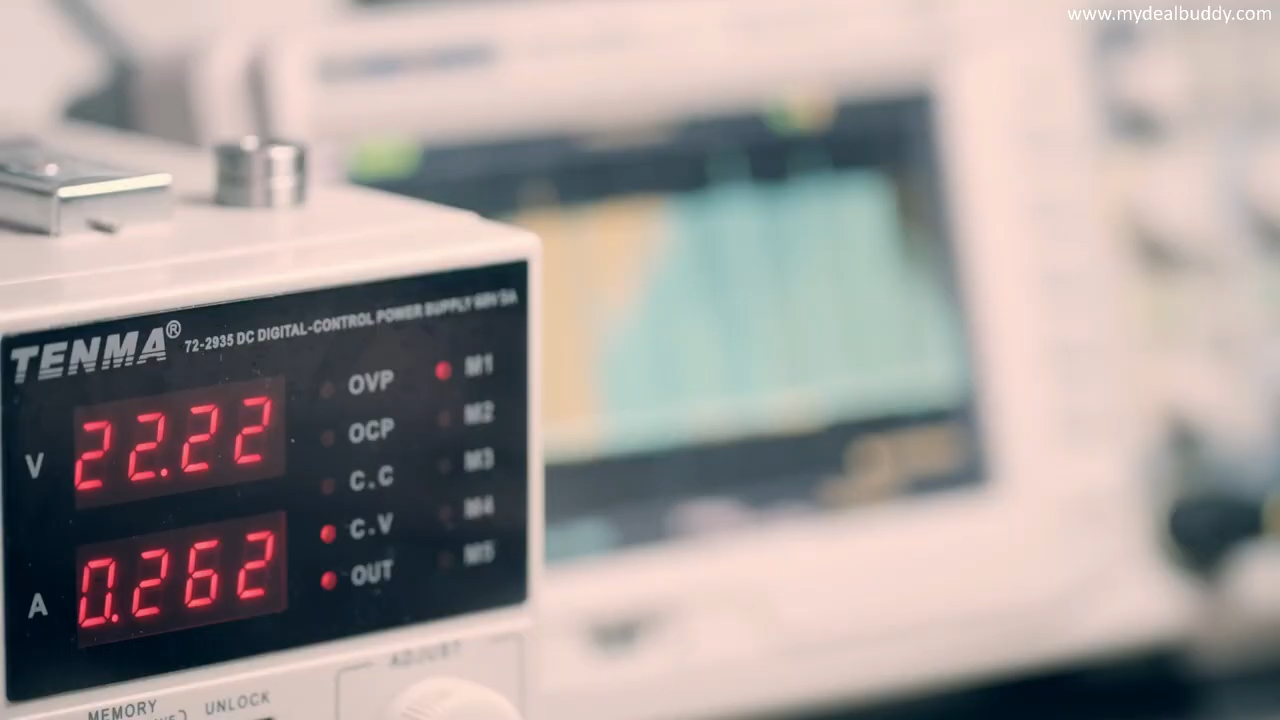 www.mydealbuddy.com
TENMA®
72-2935 DC DIGITAL-CONTROL POWER SUPPLY 60V 5A
V 22.22
A 0.262
OVP M1
OCP M2
C.C M3
C.V M4
OUT M5
ADJUST
MEMORY UNLOCK